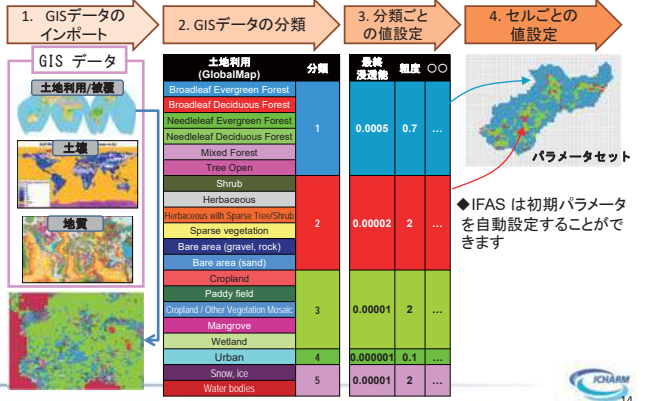 1. GISデータの
インポート
2. GISデータの分類
3. 分類ごと
の値設定
4. セルごとの
値設定
GIS データ
土地利用/被覆
土壌
地質
土地利用
(GlobalMap)
分類
Broadleaf Evergreen Forest
Broadleaf Deciduous Forest
Needleleaf Evergreen Forest
Needleleaf Deciduous Forest
Mixed Forest
Tree Open
1
Shrub
Herbaceous
Herbaceous with Sparse Tree/Shrub
Sparse vegetation
Bare area (gravel, rock)
Bare area (sand)
2
Cropland
Paddy field
Cropland / Other Vegetation Mosaic
Mangrove
Wetland
3
Urban
4
Snow, ice
Water bodies
5
最終
浸透能
粗度
○○
0.0005 0.7 ...
0.00002 2 ...
0.00001 2 ...
0.000001 0.1 ...
0.00001 2 ...
パラメータセット
◆IFAS は初期パラメータ
を自動設定することがで
きます
ICHARM
14